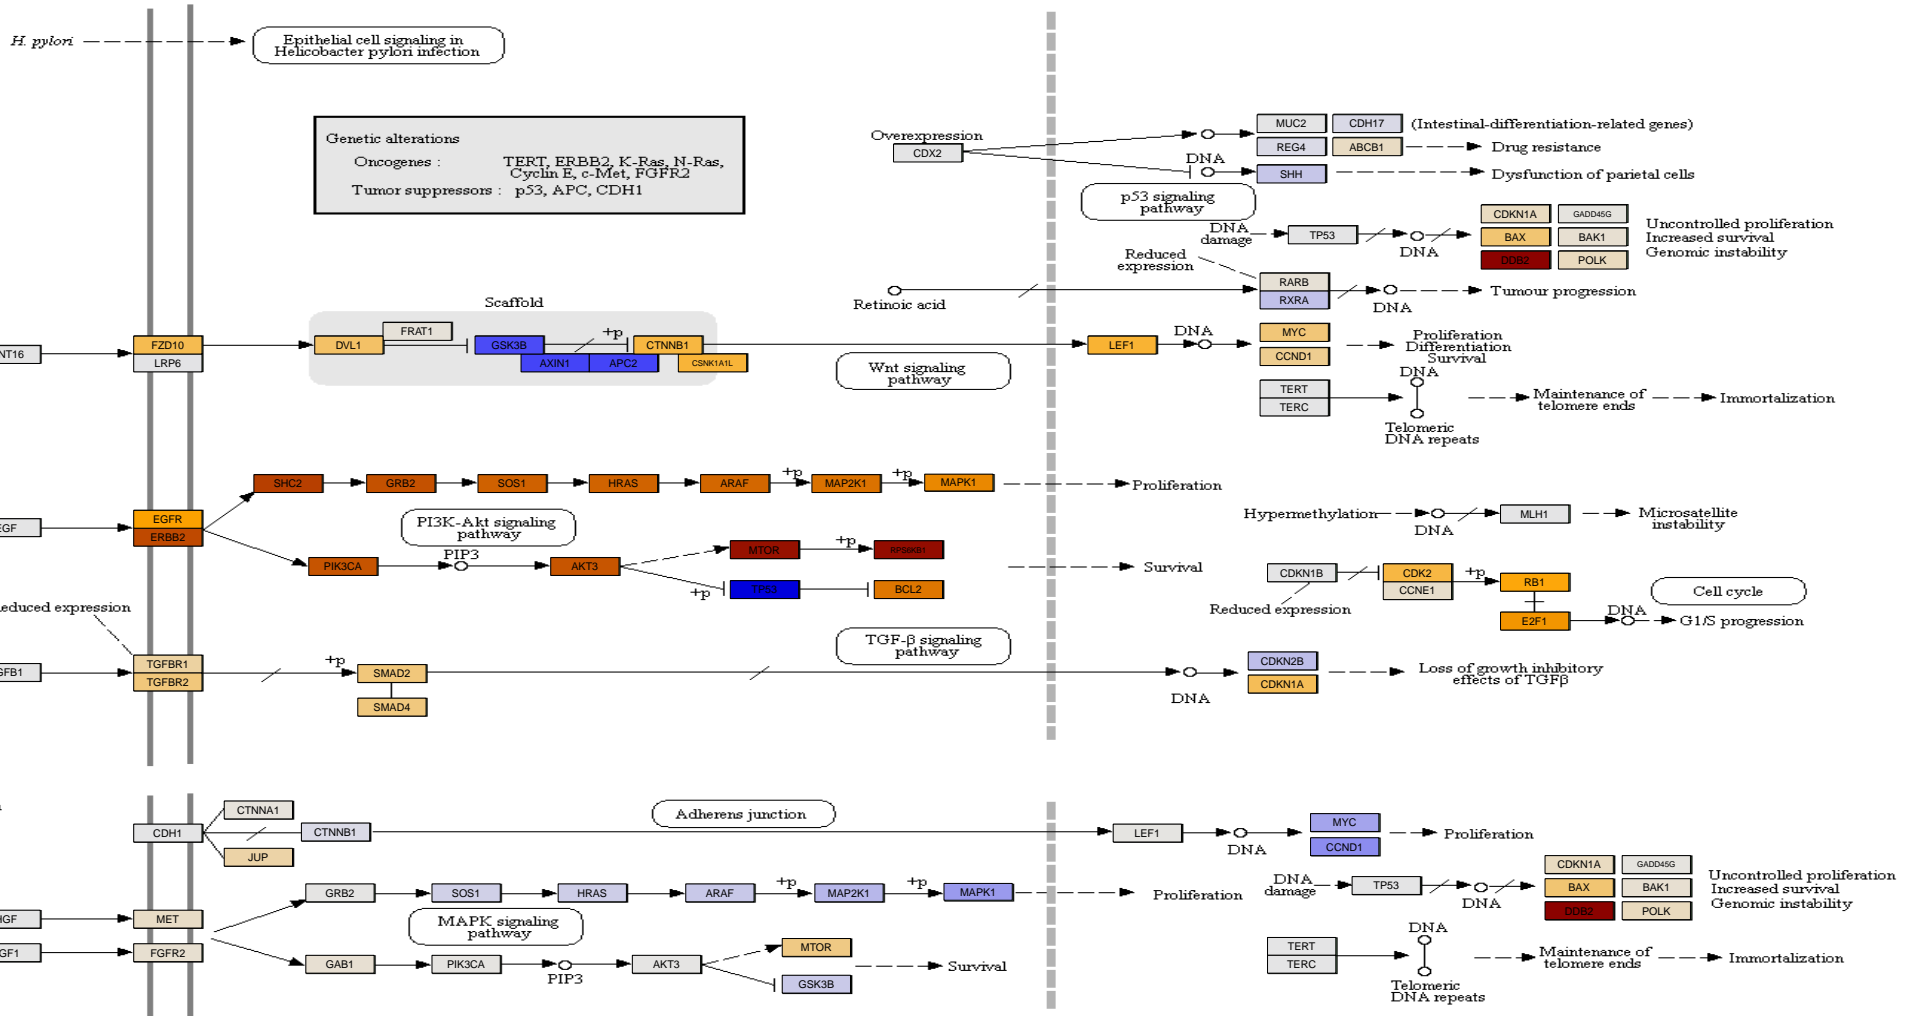 H. pylori
Epithelial cell signaling in
Helicobacter pylori infection
Genetic alterations
Oncogenes :
TERT, ERBB2, K-Ras, N-Ras,
Cyclin E, c-Met, FGFR2
Tumor suppressors : p53, APC, CDH1
Overexpression
CDX2
DNA
MUC2
CDH17
(Intestinal-differentiation-related genes)
REG4
ABCB1
Drug resistance
SHH
Dysfunction of parietal cells
p53 signaling
pathway
DNA
damage
TP53
DNA
CDKN1A
GADD45G
BAX
BAK1
DDB2
POLK
Uncontrolled proliferation
Increased survival
Genomic instability
Reduced
expression
Retinoic acid
RARB
RXRA
DNA
Tumour progression
Scaffold
NT16
FZD10
LRP6
DVL1
FRAT1
GSK3B
+p
CTNNB1
AXIN1
APC2
CSNK1A1L
Wnt signaling
pathway
LEF1
DNA
MYC
CCND1
Proliferation
Differentiation
Survival
TERT
TERC
DNA
Telomeric
DNA repeats
Maintenance of
telomere ends
Immortalization
EGF
EGFR
ERBB2
SHC2
GRB2
SOS1
HRAS
ARAF
+p
MAP2K1
+p
MAPK1
Proliferation
PI3K-Akt signaling
pathway
PIK3CA
PIP3
AKT3
MTOR
+p
RPS6KB1
+p
TP53
BCL2
Survival
Hypermethylation
DNA
MLH1
Microsatellite
instability
CDKN1B
Reduced expression
CDK2
CCNE1
+p
RB1
E2F1
DNA
G1/S progression
Cell cycle
educed expression
GFB1
TGFBR1
TGFBR2
+p
SMAD2
SMAD4
TGF-β signaling
pathway
DNA
CDKN2B
CDKN1A
Loss of growth inhibitory
effects of TGFβ
CDH1
CTNNA1
CTNNB1
JUP
Adherens junction
LEF1
DNA
MYC
CCND1
Proliferation
HGF
MET
GF1
FGFR2
GRB2
SOS1
HRAS
ARAF
+p
MAP2K1
+p
MAPK1
Proliferation
MAPK signaling
pathway
GAB1
PIK3CA
PIP3
AKT3
MTOR
GSK3B
Survival
DNA
damage
TP53
DNA
CDKN1A
GADD45G
BAX
BAK1
DDB2
POLK
Uncontrolled proliferation
Increased survival
Genomic instability
TERT
TERC
DNA
Telomeric
DNA repeats
Maintenance of
telomere ends
Immortalization